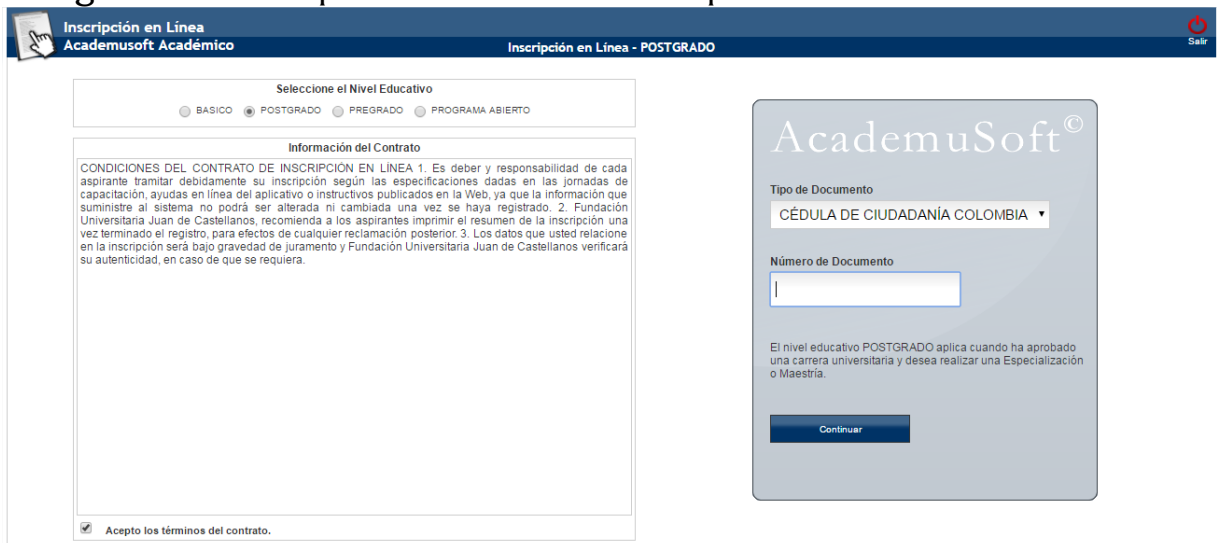 Inscripción en Línea
Academusoft Académico
Inscripción en Línea - POSTGRADO
Salir
Seleccione el Nivel Educativo
BASICO POSTGRADO PREGRADO PROGRAMA ABIERTO
Información del Contrato
CONDICIONES DEL CONTRATO DE INSCRIPCIÓN EN LÍNEA 1. Es deber y responsabilidad de cada
aspirante tramitar debidamente su inscripción según las especificaciones dadas en las jornadas de
capacitación, ayudas en línea del aplicativo o instructivos publicados en la Web, ya que la información que
suministre al sistema no podrá ser alterada ni cambiada una vez se haya registrado. 2. Fundación
Universitaria Juan de Castellanos, recomienda a los aspirantes imprimir el resumen de la inscripción una
vez terminado el registro, para efectos de cualquier reclamación posterior. 3. Los datos que usted relacione
en la inscripción será bajo gravedad de juramento y Fundación Universitaria Juan de Castellanos verificará
su autenticidad, en caso de que se requiera.
Acepto los términos del contrato.
AcademuSoft©
Tipo de Documento
CÉDULA DE CIUDADANÍA COLOMBIA
Número de Documento
El nivel educativo POSTGRADO aplica cuando ha aprobado
una carrera universitaria y desea realizar una Especialización
o Maestría.
Continuar